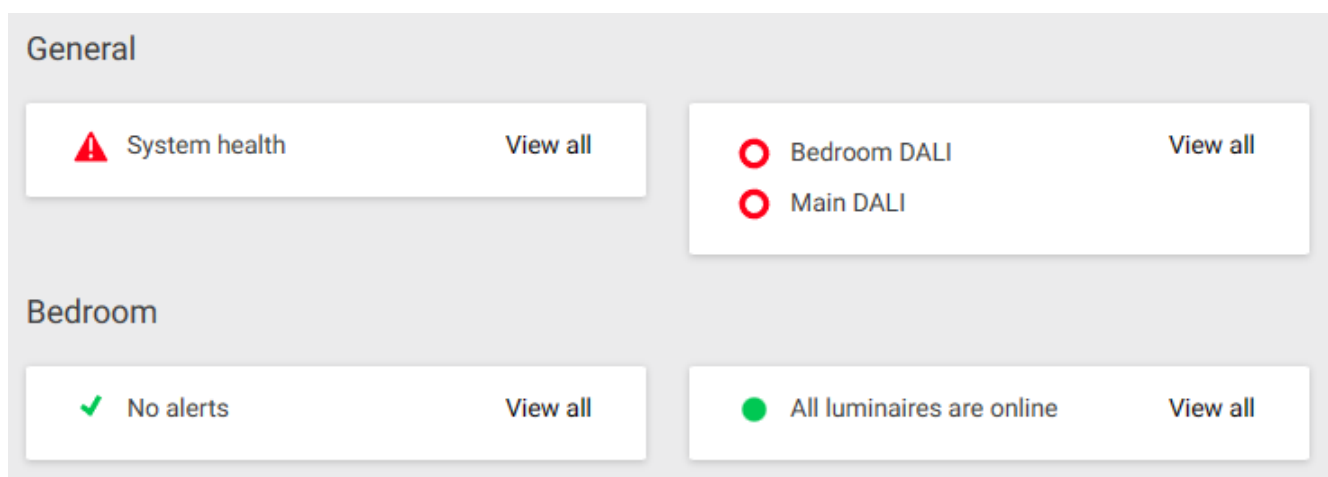 General
System health View all
Bedroom DALI View all
Main DALI
Bedroom
No alerts View all
All luminaires are online View all